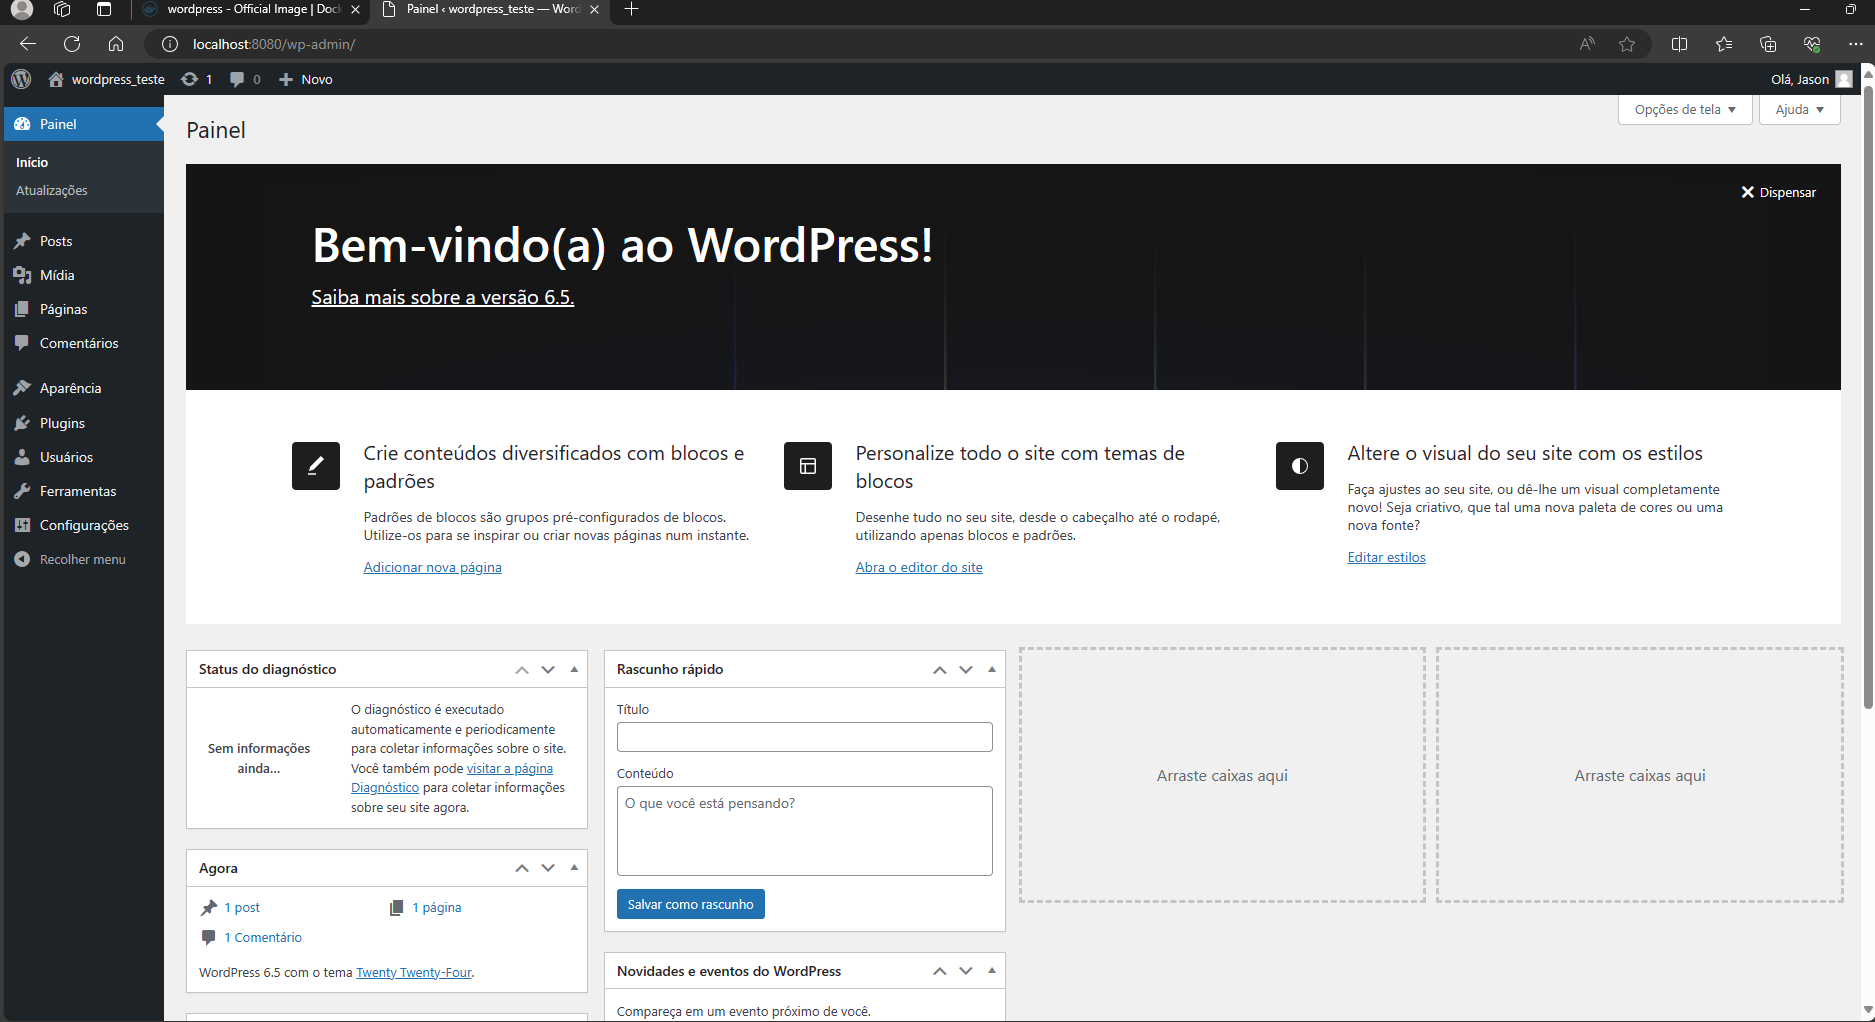 wordpress - Official Image | Doc
Painel ‹ wordpress_teste — Word
localhost:8080/wp-admin/
wordpress_teste
1
0
Novo
Olá, Jason
Painel
Início
Atualizações
Posts
Mídia
Páginas
Comentários
Aparência
Plugins
Usuários
Ferramentas
Configurações
Recolher menu
Opções de tela
Ajuda
Painel
Dispensar
Bem-vindo(a) ao WordPress!
Saiba mais sobre a versão 6.5.
Crie conteúdos diversificados com blocos e
padrões
Padrões de blocos são grupos pré-configurados de blocos.
Utilize-os para se inspirar ou criar novas páginas num instante.
Adicionar nova página
Personalize todo o site com temas de
blocos
Desenhe tudo no seu site, desde o cabeçalho até o rodapé,
utilizando apenas blocos e padrões.
Abra o editor do site
Altere o visual do seu site com os estilos
Faça ajustes ao seu site, ou dê-lhe um visual completamente
novo! Seja criativo, que tal uma nova paleta de cores ou uma
nova fonte?
Editar estilos
Status do diagnóstico
Sem informações
ainda...
O diagnóstico é executado
automaticamente e periodicamente
para coletar informações sobre o site.
Você também pode visitar a página
Diagnóstico para coletar informações
sobre seu site agora.
Agora
1 post
1 página
1 Comentário
WordPress 6.5 com o tema Twenty Twenty-Four.
Rascunho rápido
Título
Conteúdo
O que você está pensando?
Salvar como rascunho
Novidades e eventos do WordPress
Compareça em um evento próximo de você.
Arraste caixas aqui
Arraste caixas aqui